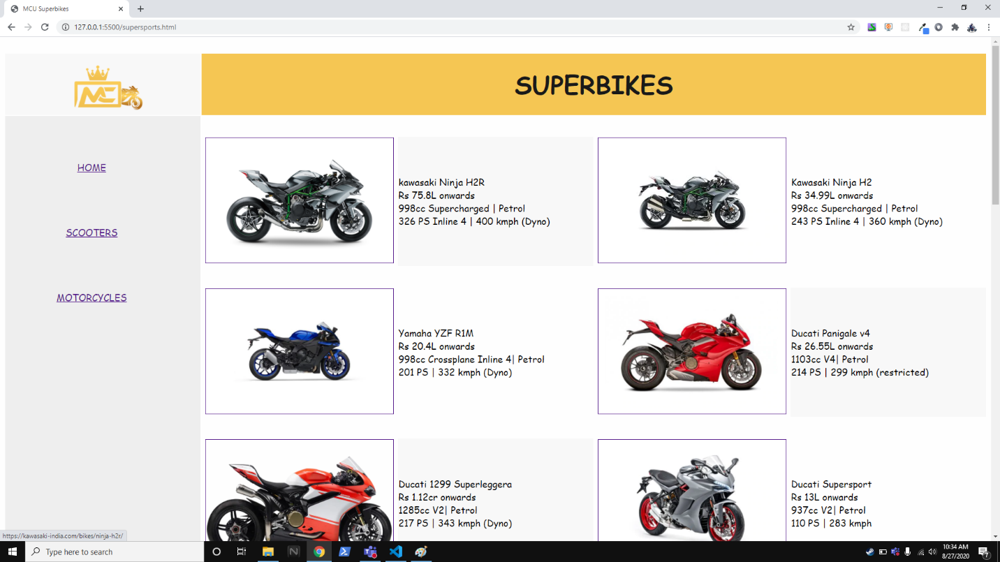 MCU Superbikes
127.0.0.1:5500/supersports.html
MC
SUPERBIKES
HOME
SCOOTERS
MOTORCYCLES
kawasaki Ninja H2R
Rs 75.8L onwards
998cc Supercharged | Petrol
326 PS Inline 4 | 400 kmph (Dyno)
Kawasaki Ninja H2
Rs 34.99L onwards
998cc Supercharged | Petrol
243 PS Inline 4 | 360 kmph (Dyno)
Yamaha YZF R1M
Rs 20.4L onwards
998cc Crossplane Inline 4| Petrol
201 PS | 332 kmph (Dyno)
Ducati Panigale v4
Rs 26.55L onwards
1103cc V4| Petrol
214 PS | 299 kmph (restricted)
Ducati 1299 Superleggera
Rs 1.12cr onwards
1285cc V2| Petrol
217 PS | 343 kmph (Dyno)
Ducati Supersport
Rs 13L onwards
937cc V2| Petrol
110 PS | 283 kmph
https://kawasaki-india.com/bikes/ninja-h2r/
Type here to search
10:34 AM
8/27/2020
7